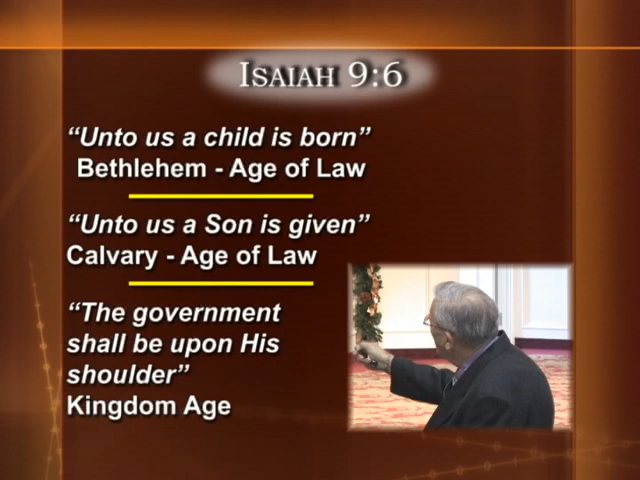 Isaiah 9:6
“Unto us a child is born”
Bethlehem - Age of Law
“Unto us a Son is given”
Calvary - Age of Law
“The government
shall be upon His
shoulder”
Kingdom Age